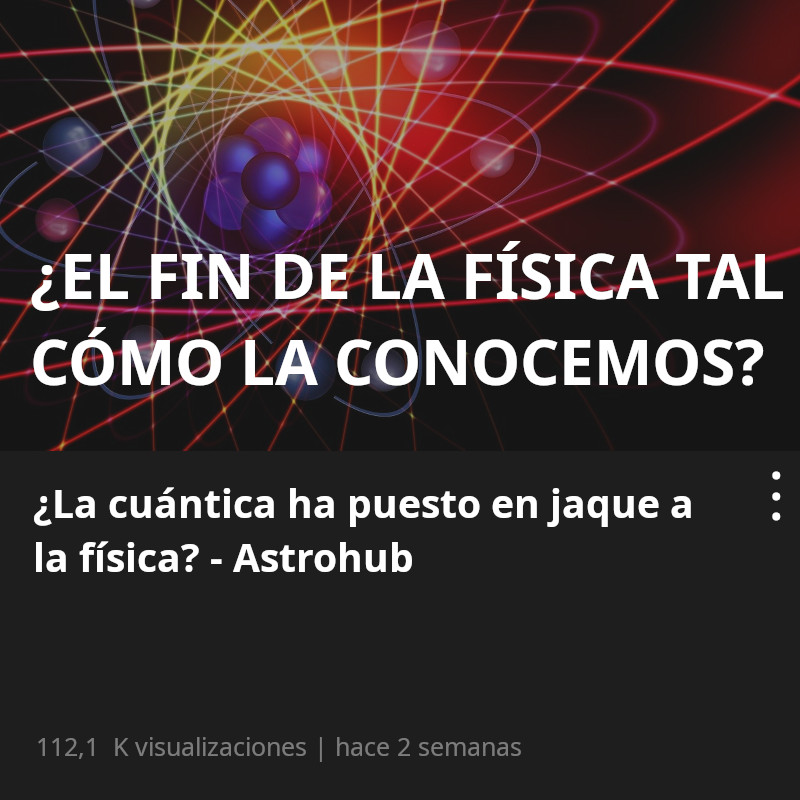 ¿EL FIN DE LA FÍSICA TAL
CÓMO LA CONOCEMOS?
¿La cuántica ha puesto en jaque a
la física? - Astrohub
112,1 K visualizaciones | hace 2 semanas